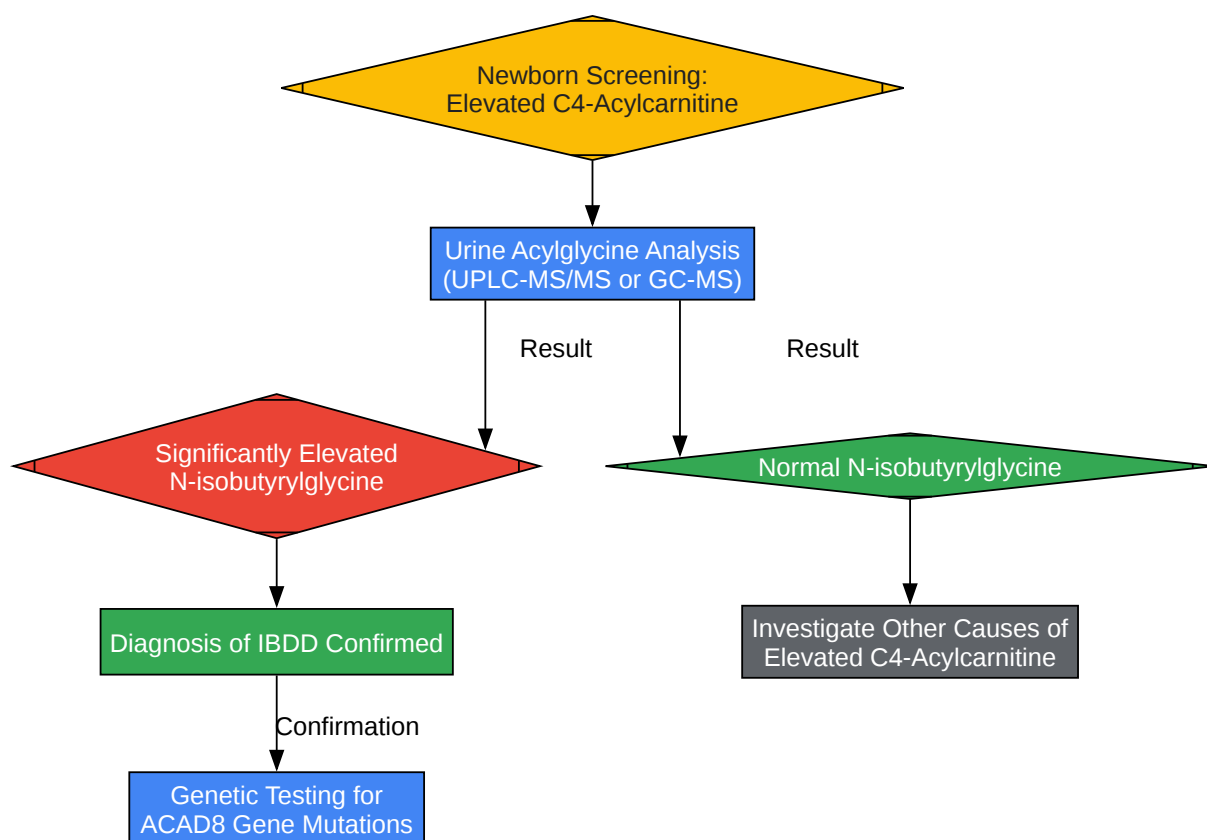 Newborn Screening:
Elevated C4-Acylcarnitine
Urine Acylglycine Analysis
(UPLC-MS/MS or GC-MS)
Result
Result
Significantly Elevated
N-isobutyrylglycine
Normal N-isobutyrylglycine
Diagnosis of IBDD Confirmed
Investigate Other Causes of
Elevated C4-Acylcarnitine
Confirmation
Genetic Testing for
ACAD8 Gene Mutations